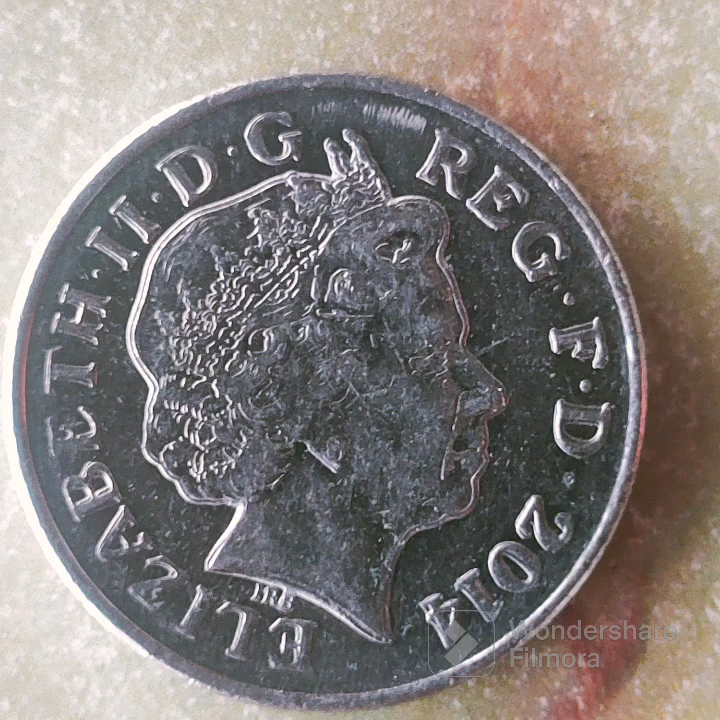 ELIZABETH·II·D·G
REG·F·D·2014
IRB
Wondershare
Filmora